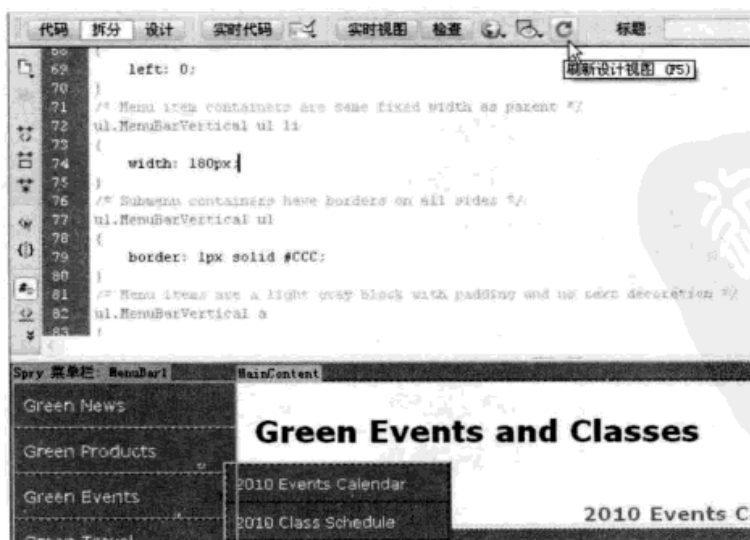 代码 拆分 设计 实时代码 实时视图 检查 标题
刷新设计视图 (F5)
68 {
69 left: 0;
70 }
71 /* Menu item containers are same fixed width as parent */
72 ul.MenuBarVertical ul li
73 {
74 width: 180px;
75 }
76 /* Submenu containers have borders on all sides */
77 ul.MenuBarVertical ul
78 {
79 border: 1px solid #CCC;
80 }
81 /* Menu items are a light gray block with padding and no text decoration */
82 ul.MenuBarVertical a
83 {
Spry 菜单栏: MenuBar1 MainContent
Green News
Green Events and Classes
Green Products
2010 Events Calendar
Green Events
2010 Events C
2010 Class Schedule
Green Travel